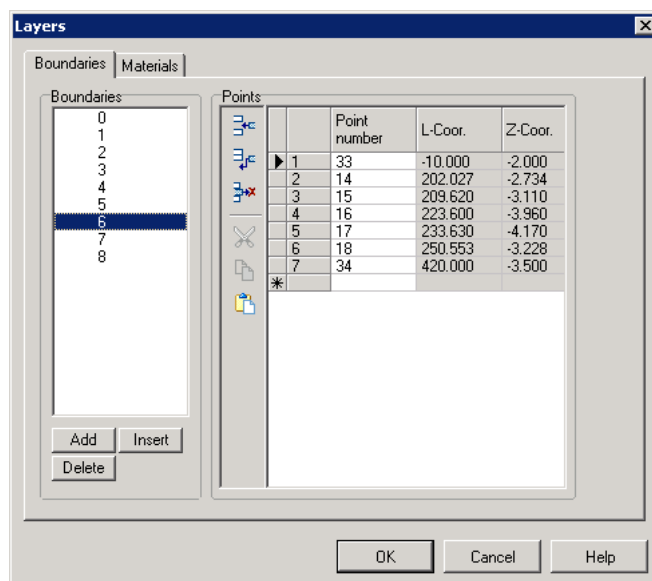 Layers
Boundaries Materials
Boundaries Points
0
1
2
3
4
5
6
7
8
Point number L-Coor. Z-Coor.
1 33 -10.000 -2.000
2 14 202.027 -2.734
3 15 209.620 -3.110
4 16 223.600 -3.960
5 17 233.630 -4.170
6 18 250.553 -3.228
7 34 420.000 -3.500
Add Insert
Delete
OK Cancel Help